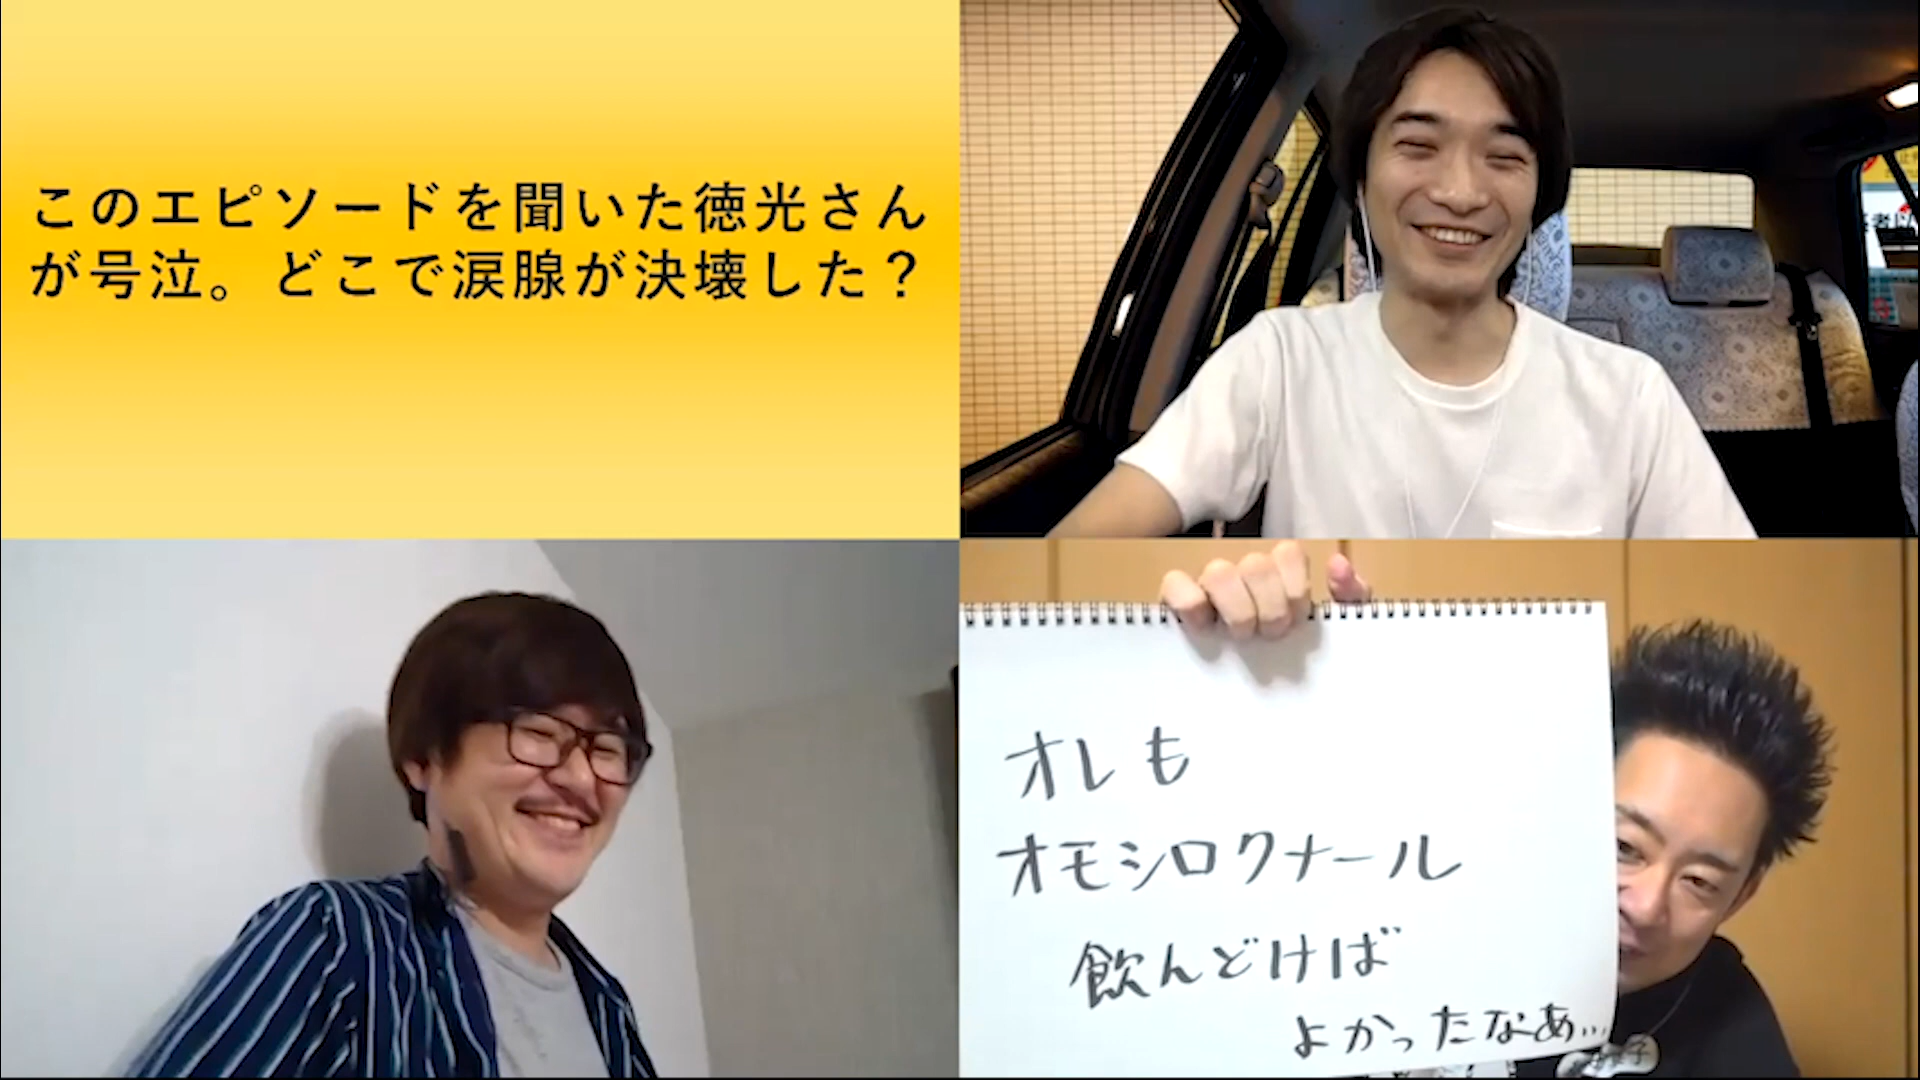 このエピソードを聞いた徳光さん
が号泣。どこで涙腺が決壊した？
オレも
オモシロクナール
飲んどけば
よかったなあ…